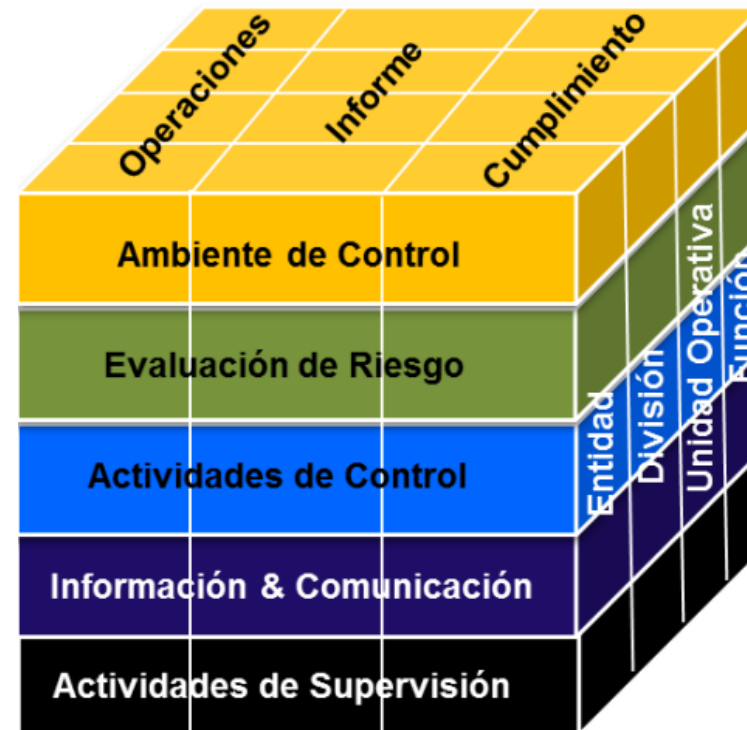 Operaciones
Informe
Cumplimiento
Ambiente de Control
Evaluación de Riesgo
Actividades de Control
Información & Comunicación
Actividades de Supervisión
Entidad
División
Unidad Operativa
Función